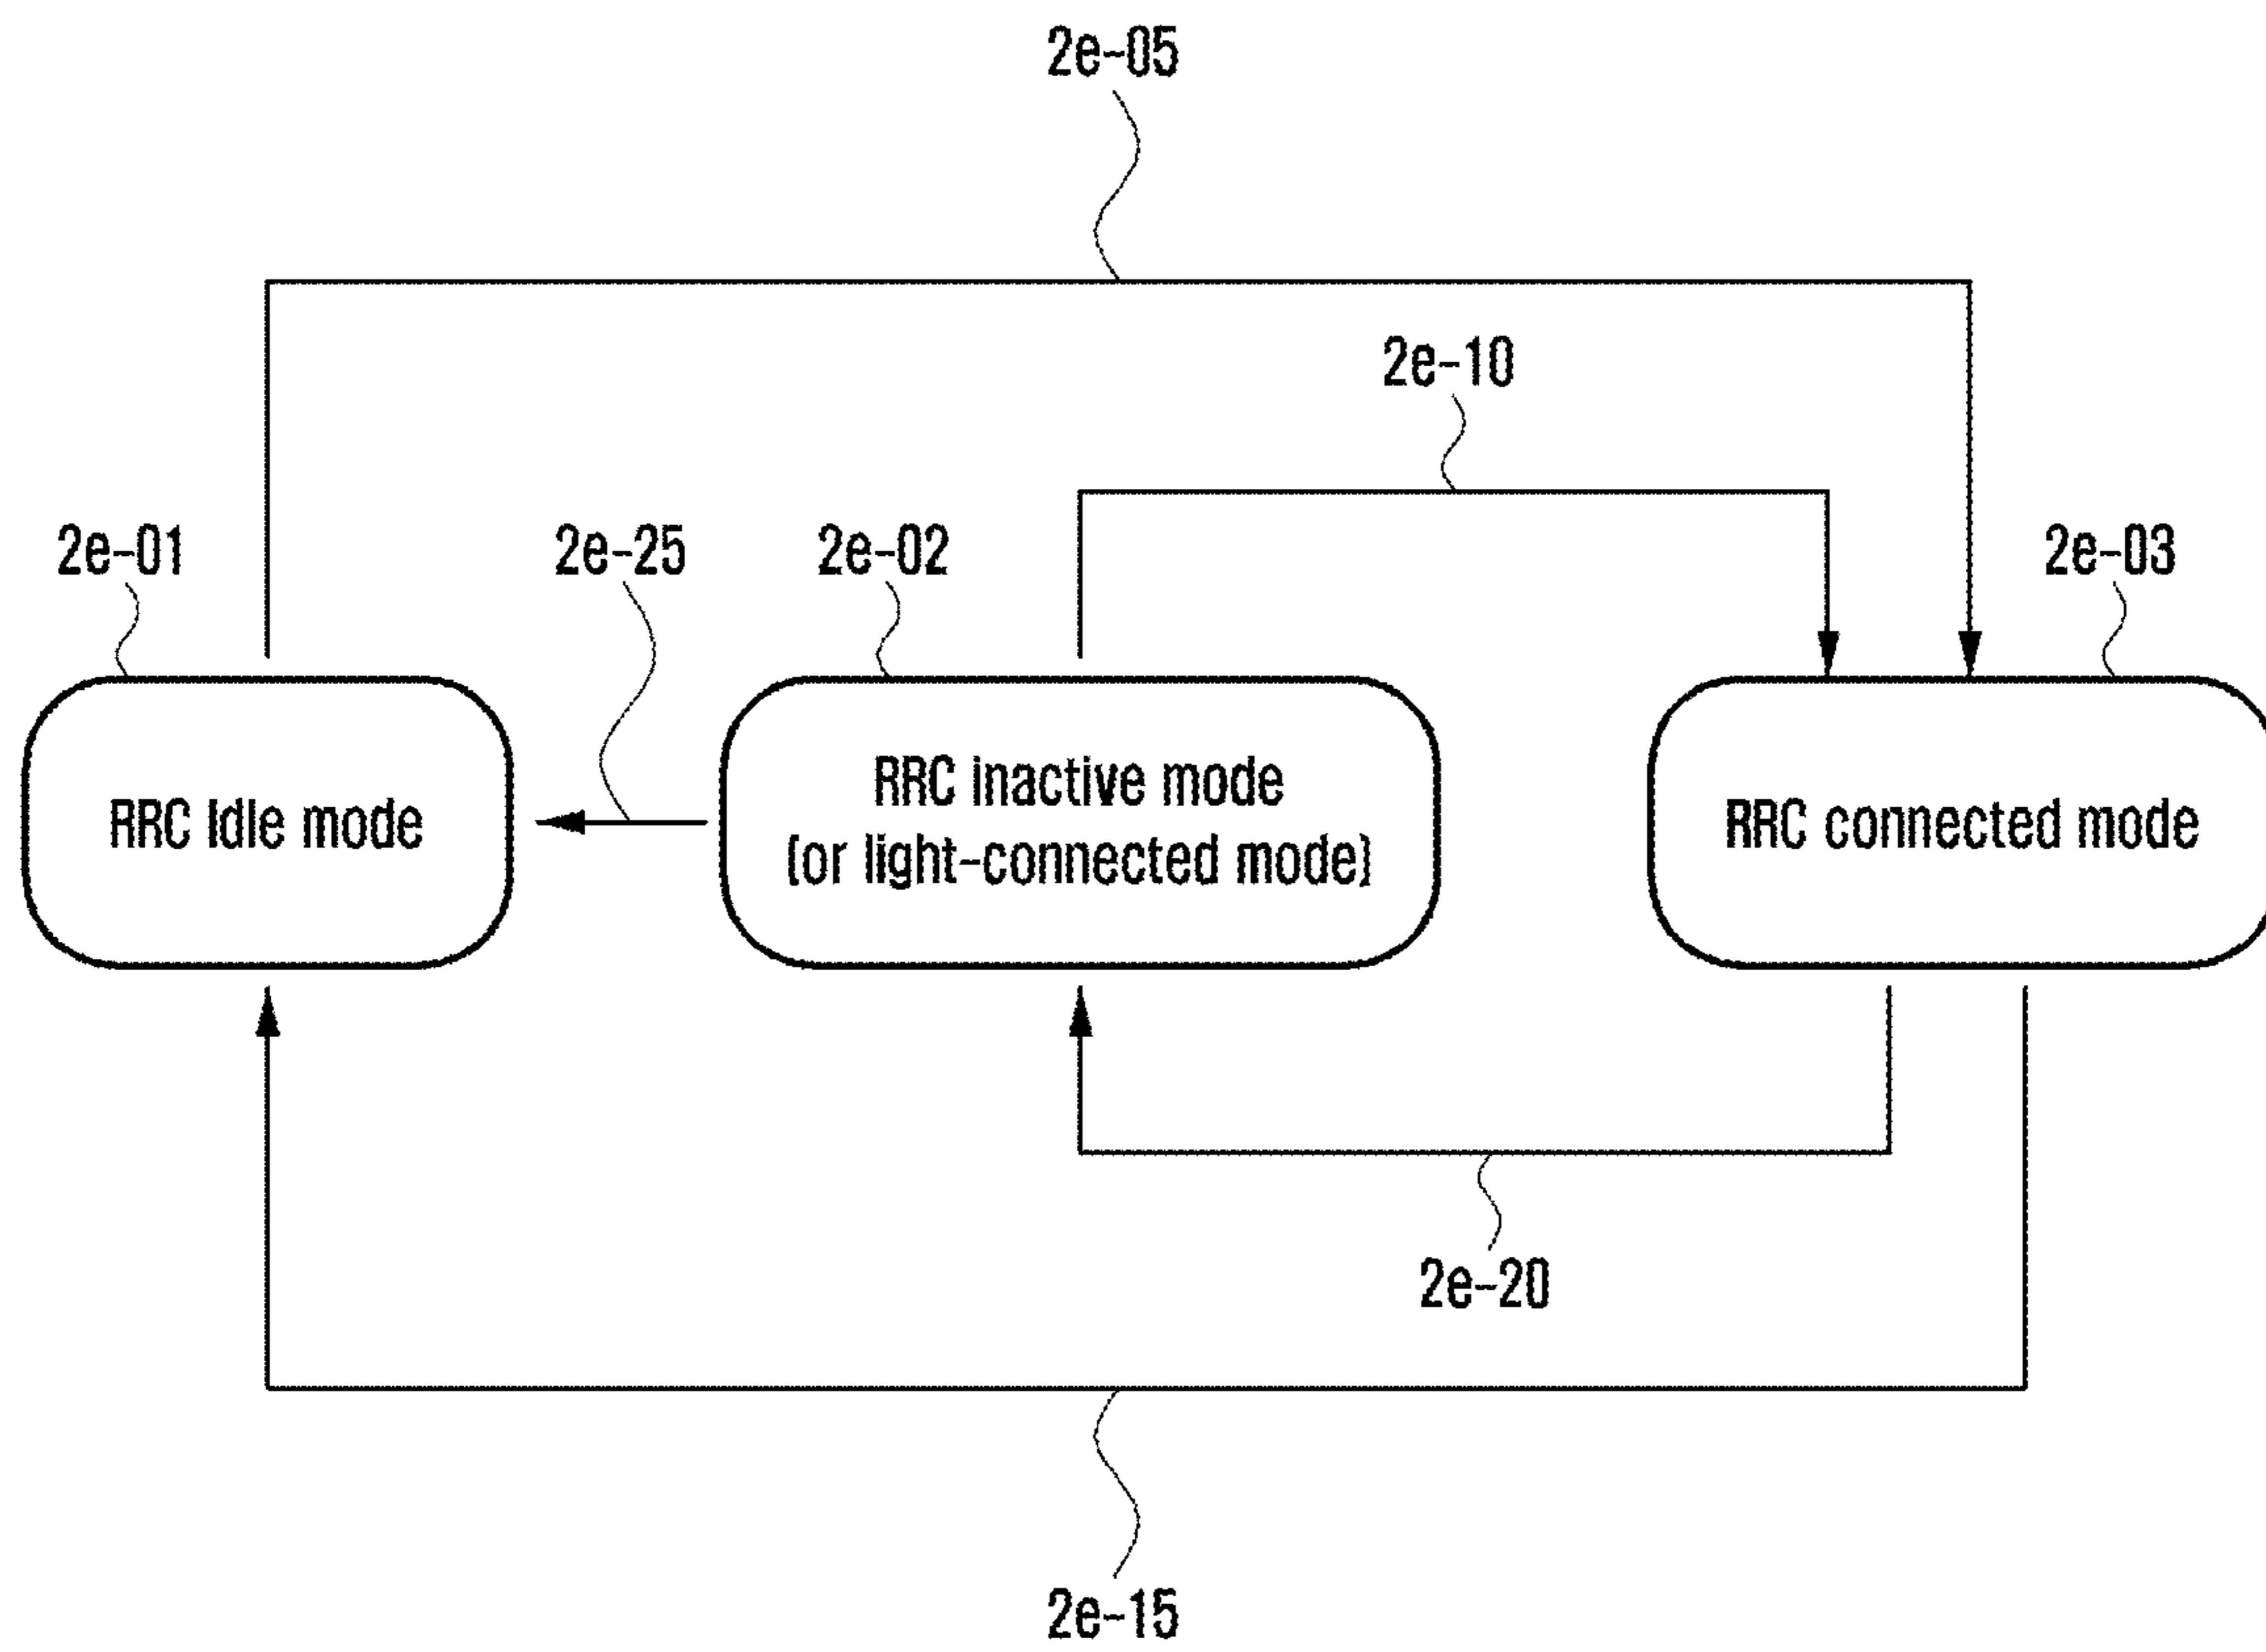 2e-05
2e-10
2e-01
2e-25
2e-02
2e-03
RRC Idle mode
RRC inactive mode
(or light-connected mode)
RRC connected mode
2e-20
2e-15